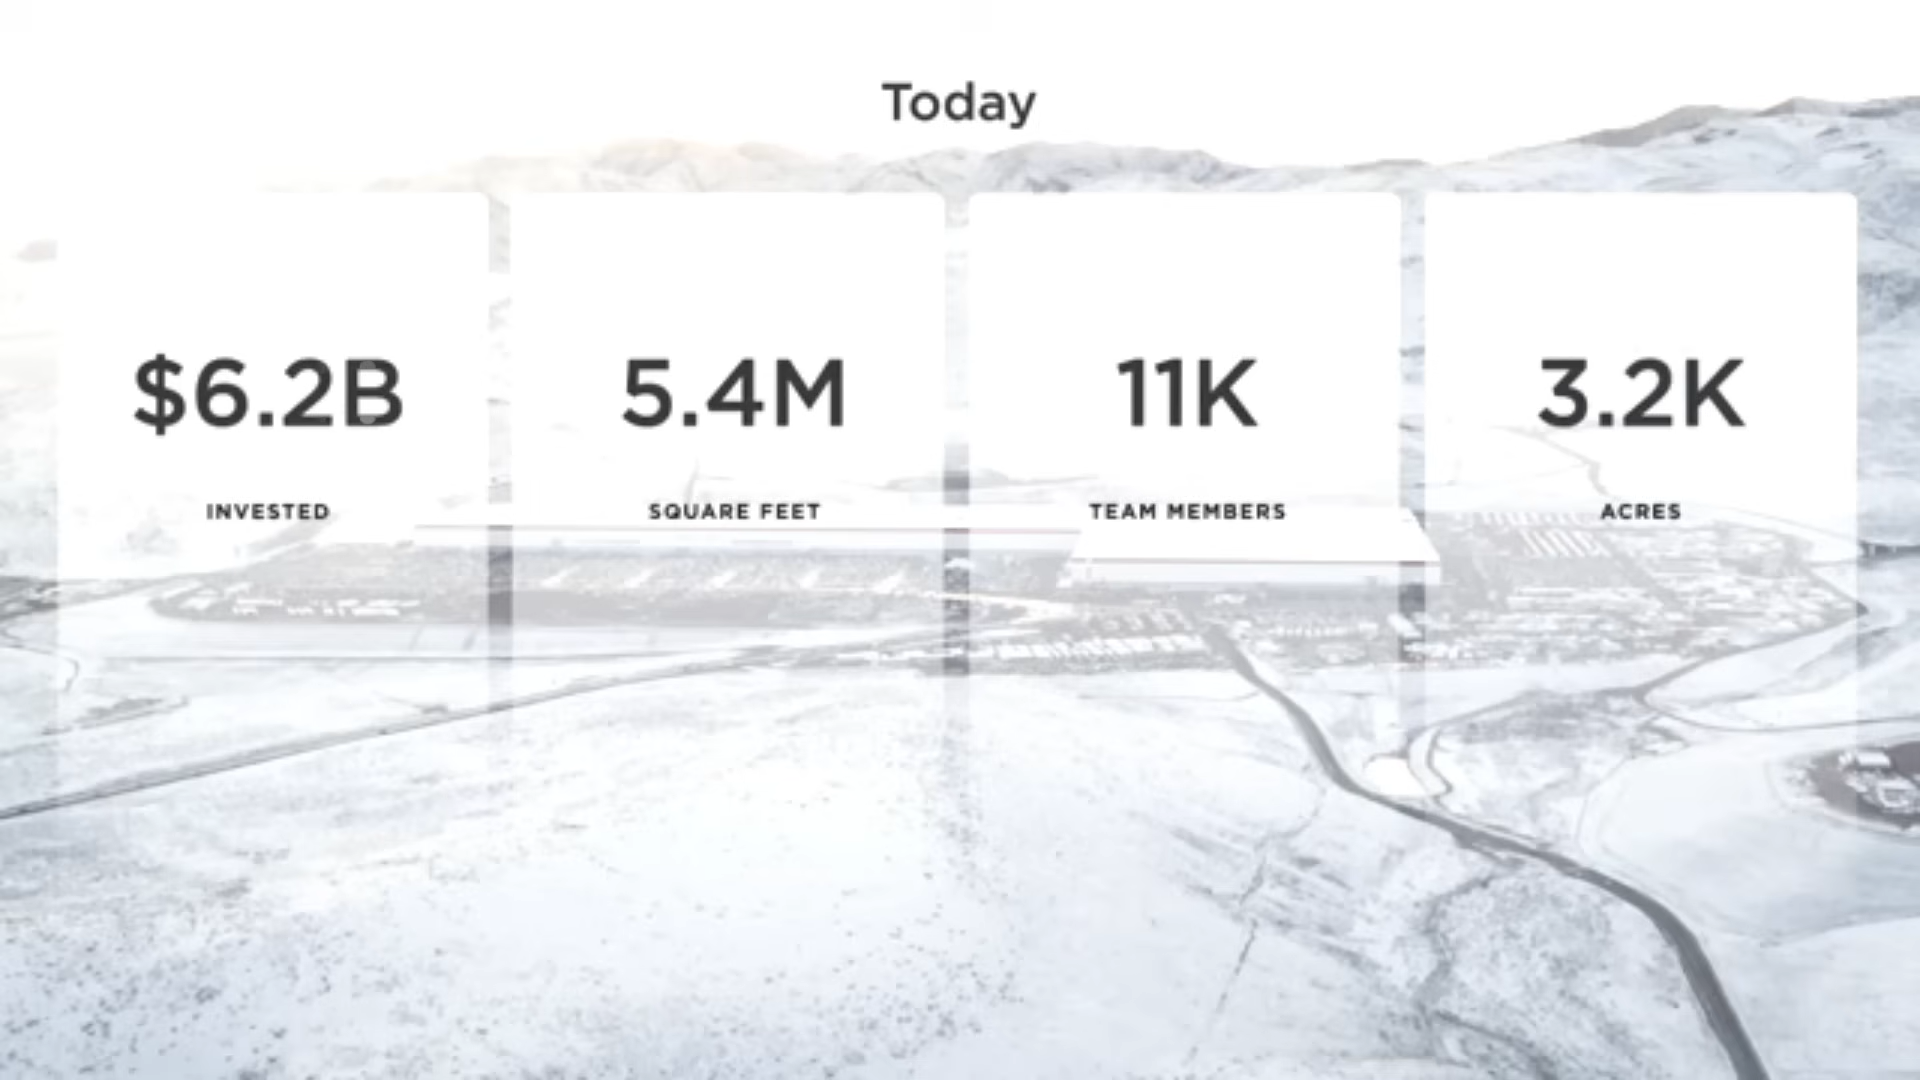 Today
$6.2B
INVESTED
5.4M
SQUARE FEET
11K
TEAM MEMBERS
3.2K
ACRES